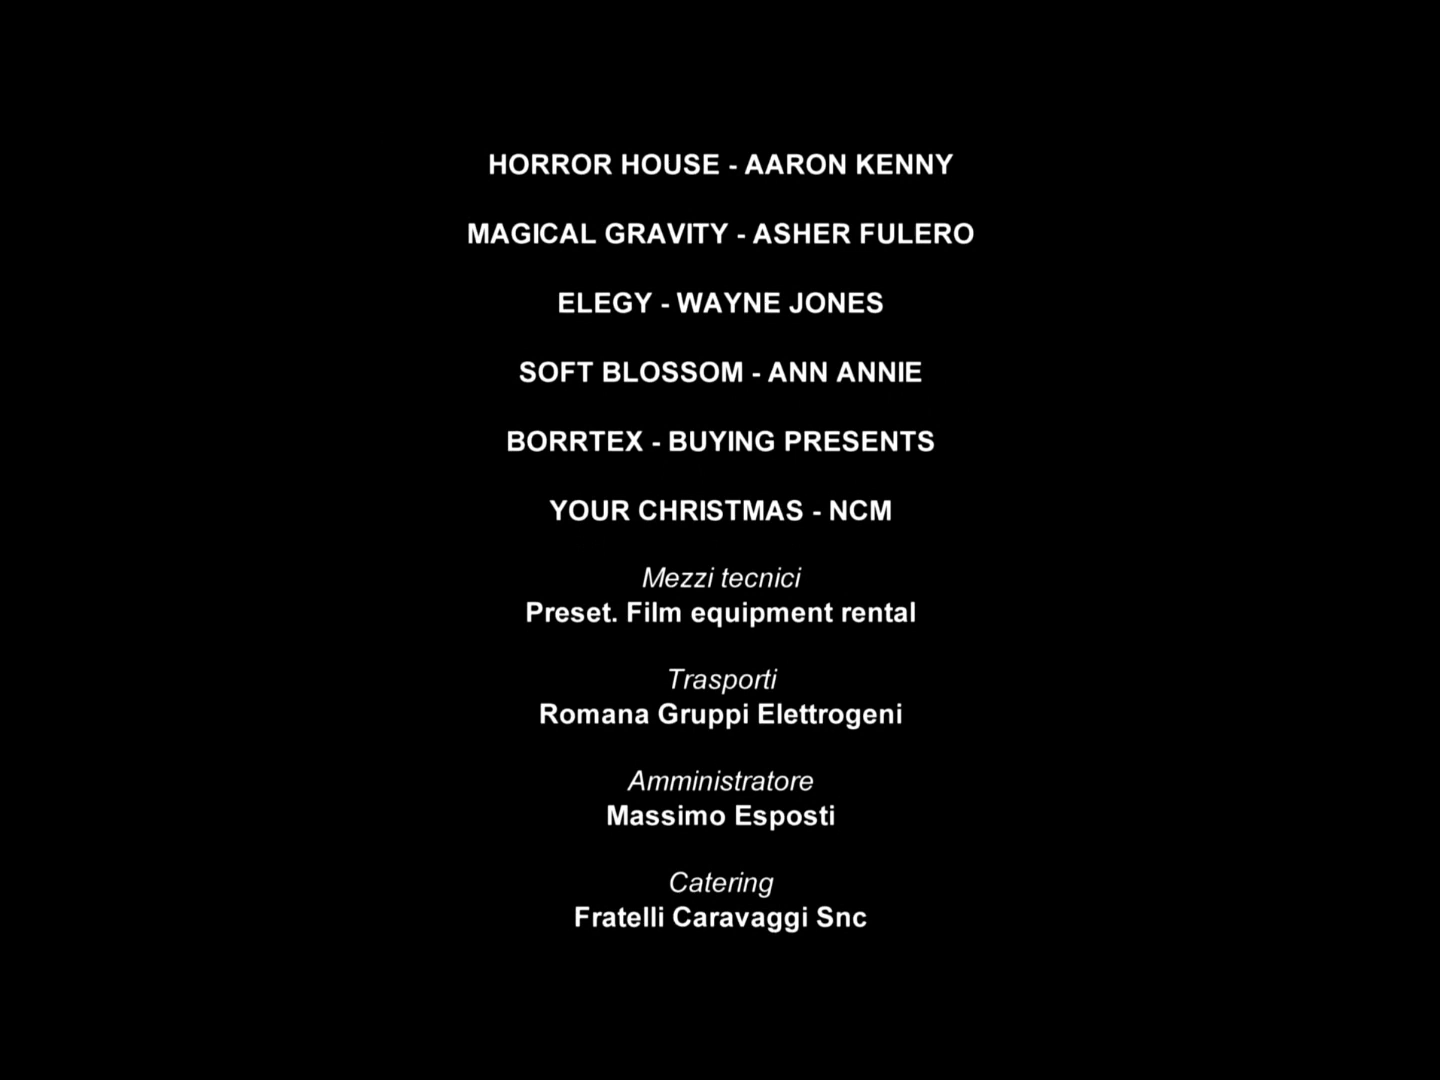 HORROR HOUSE - AARON KENNY
MAGICAL GRAVITY - ASHER FULERO
ELEGY - WAYNE JONES
SOFT BLOSSOM - ANN ANNIE
BORRTEX - BUYING PRESENTS
YOUR CHRISTMAS - NCM
Mezzi tecnici
Preset. Film equipment rental
Trasporti
Romana Gruppi Elettrogeni
Amministratore
Massimo Esposti
Catering
Fratelli Caravaggi Snc